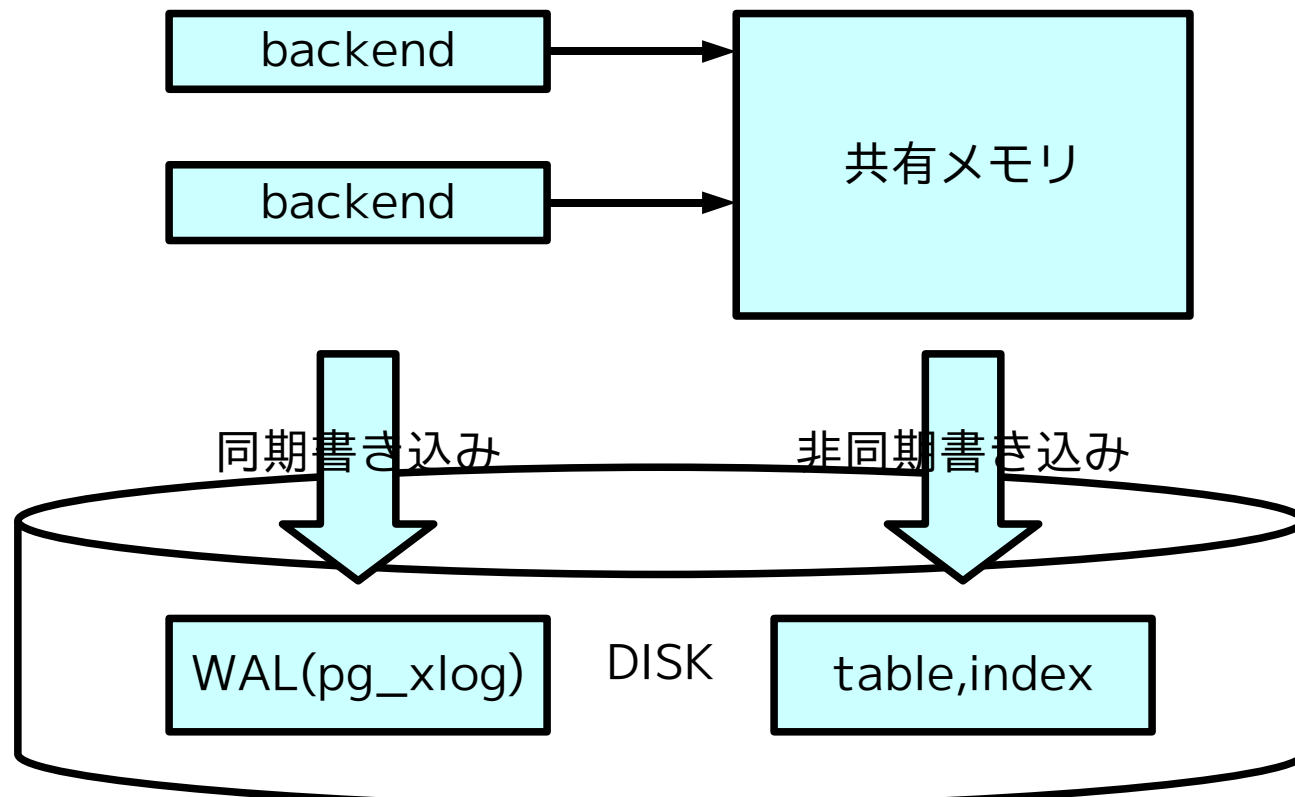 backend
backend
共有メモリ
同期書き込み
非同期書き込み
WAL(pg_xlog)
DISK
table,index